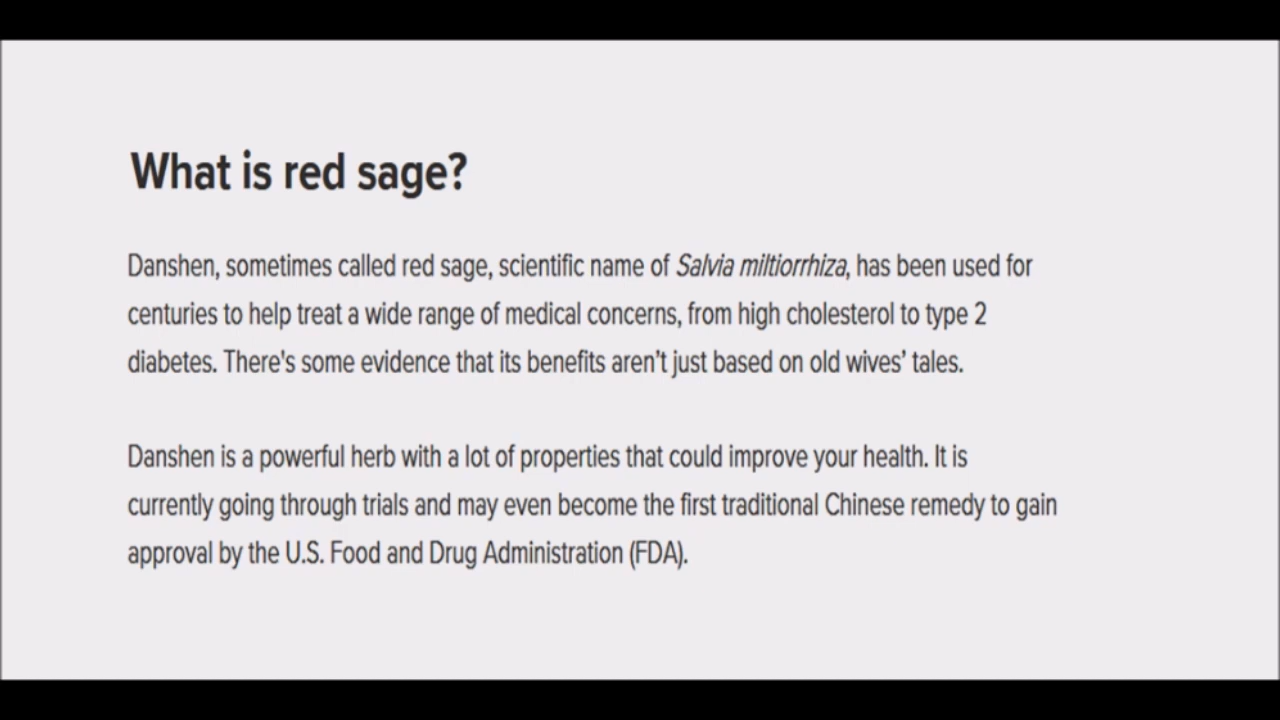 What is red sage?
Danshen, sometimes called red sage, scientific name of Salvia miltiorrhiza, has been used for
centuries to help treat a wide range of medical concerns, from high cholesterol to type 2
diabetes. There's some evidence that its benefits aren’t just based on old wives’ tales.
Danshen is a powerful herb with a lot of properties that could improve your health. It is
currently going through trials and may even become the first traditional Chinese remedy to gain
approval by the U.S. Food and Drug Administration (FDA).